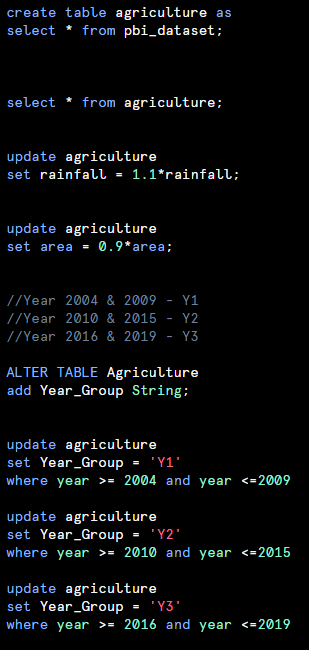 create table agriculture as
select * from pbi_dataset;
select * from agriculture;
update agriculture
set rainfall = 1.1*rainfall;
update agriculture
set area = 0.9*area;
//Year 2004 & 2009 - Y1
//Year 2010 & 2015 - Y2
//Year 2016 & 2019 - Y3
ALTER TABLE Agriculture
add Year_Group String;
update agriculture
set Year_Group = 'Y1'
where year >= 2004 and year <=2009
update agriculture
set Year_Group = 'Y2'
where year >= 2010 and year <=2015
update agriculture
set Year_Group = 'Y3'
where year >= 2016 and year <=2019